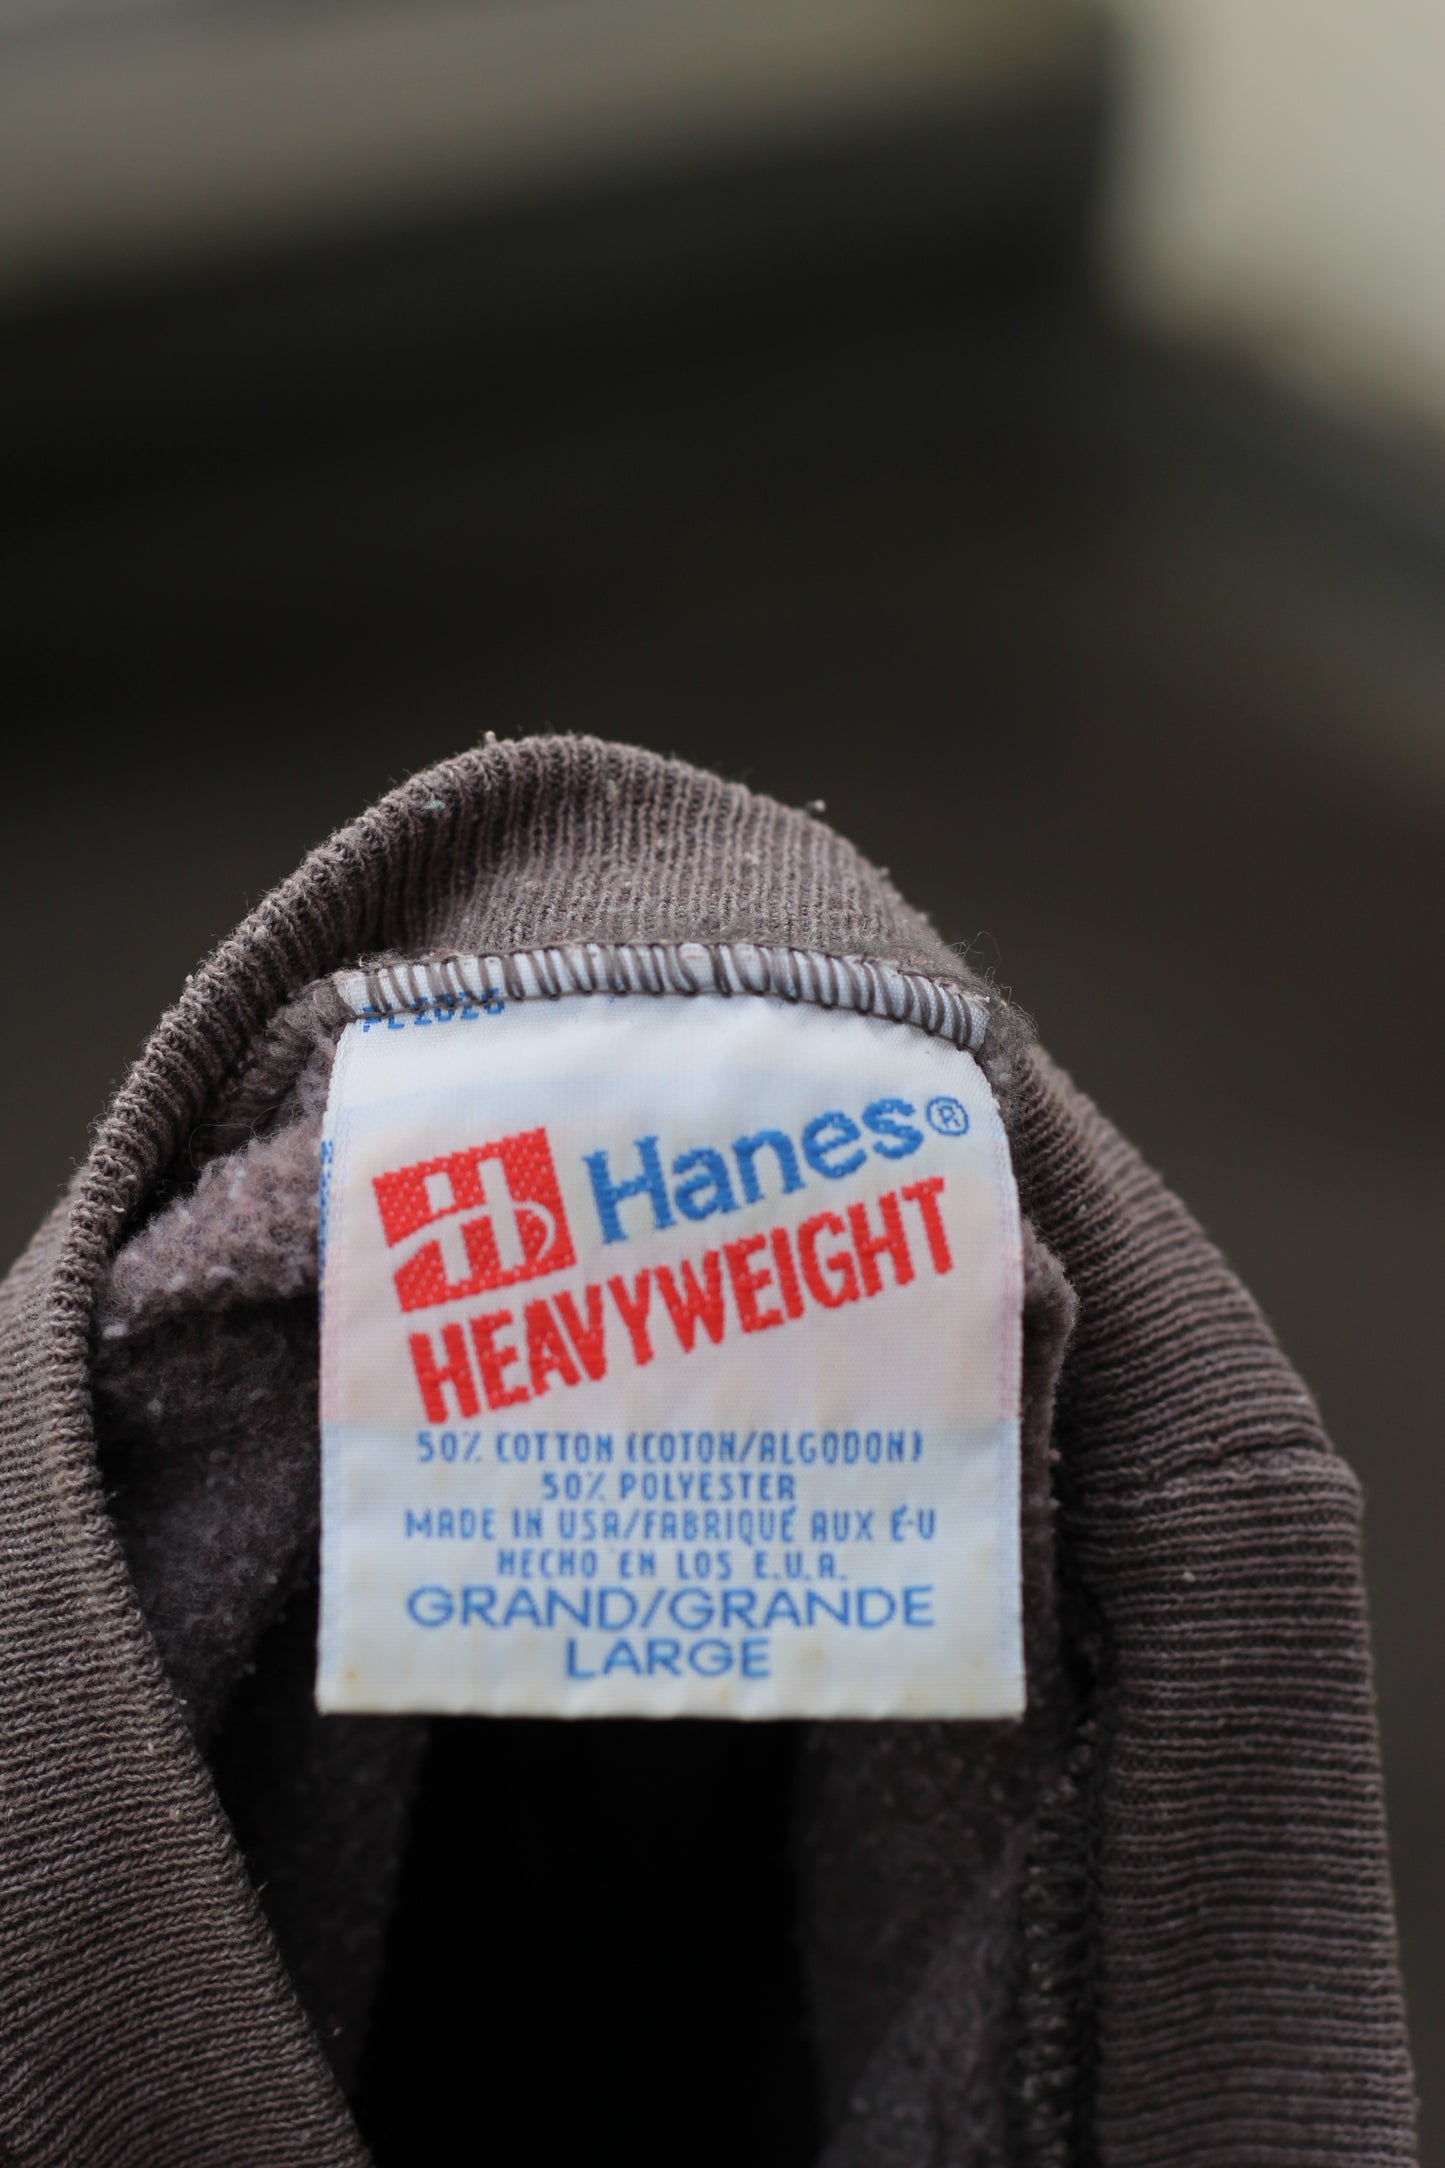 Hanes®
HEAVYWEIGHT
50% COTTON (COTON/ALGODON)
50% POLYESTER
MADE IN USA/FABRIQUÉ AUX É-U
HECHO EN LOS E.U.A.
GRAND/GRANDE
LARGE